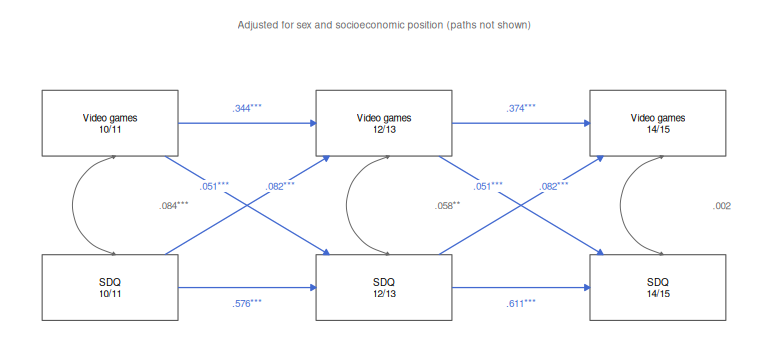 Adjusted for sex and socioeconomic position (paths not shown)
Video games
10/11
.344***
Video games
12/13
.374***
Video games
14/15
.051***
.082***
.051***
.082***
.084***
.058**
.002
SDQ
10/11
.576***
SDQ
12/13
.611***
SDQ
14/15